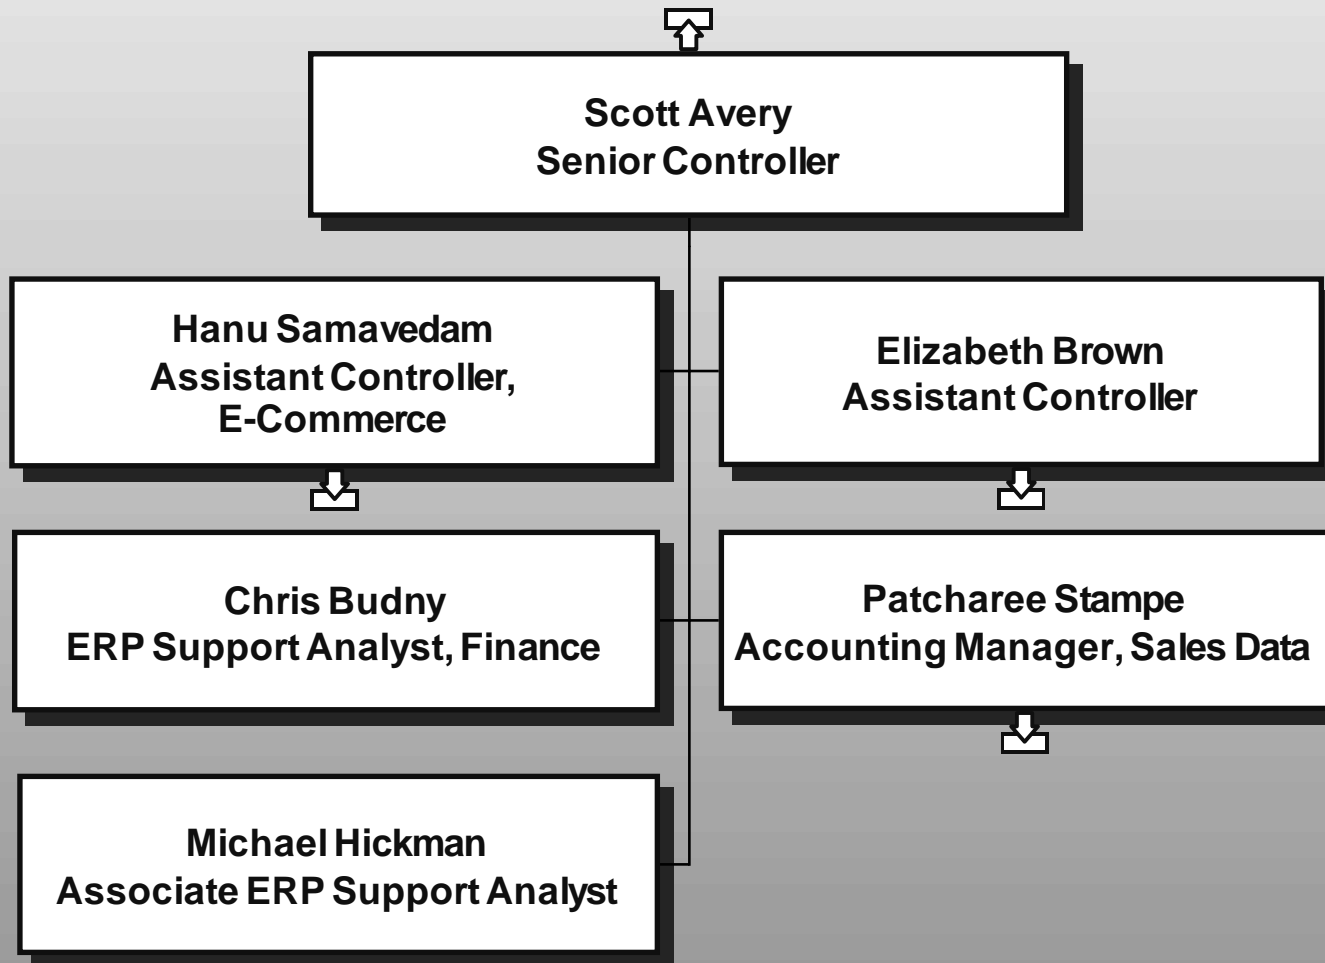 Scott Avery
Senior Controller
Hanu Samavedam
Assistant Controller,
E-Commerce
Elizabeth Brown
Assistant Controller
Chris Budny
ERP Support Analyst, Finance
Patcharee Stampe
Accounting Manager, Sales Data
Michael Hickman
Associate ERP Support Analyst